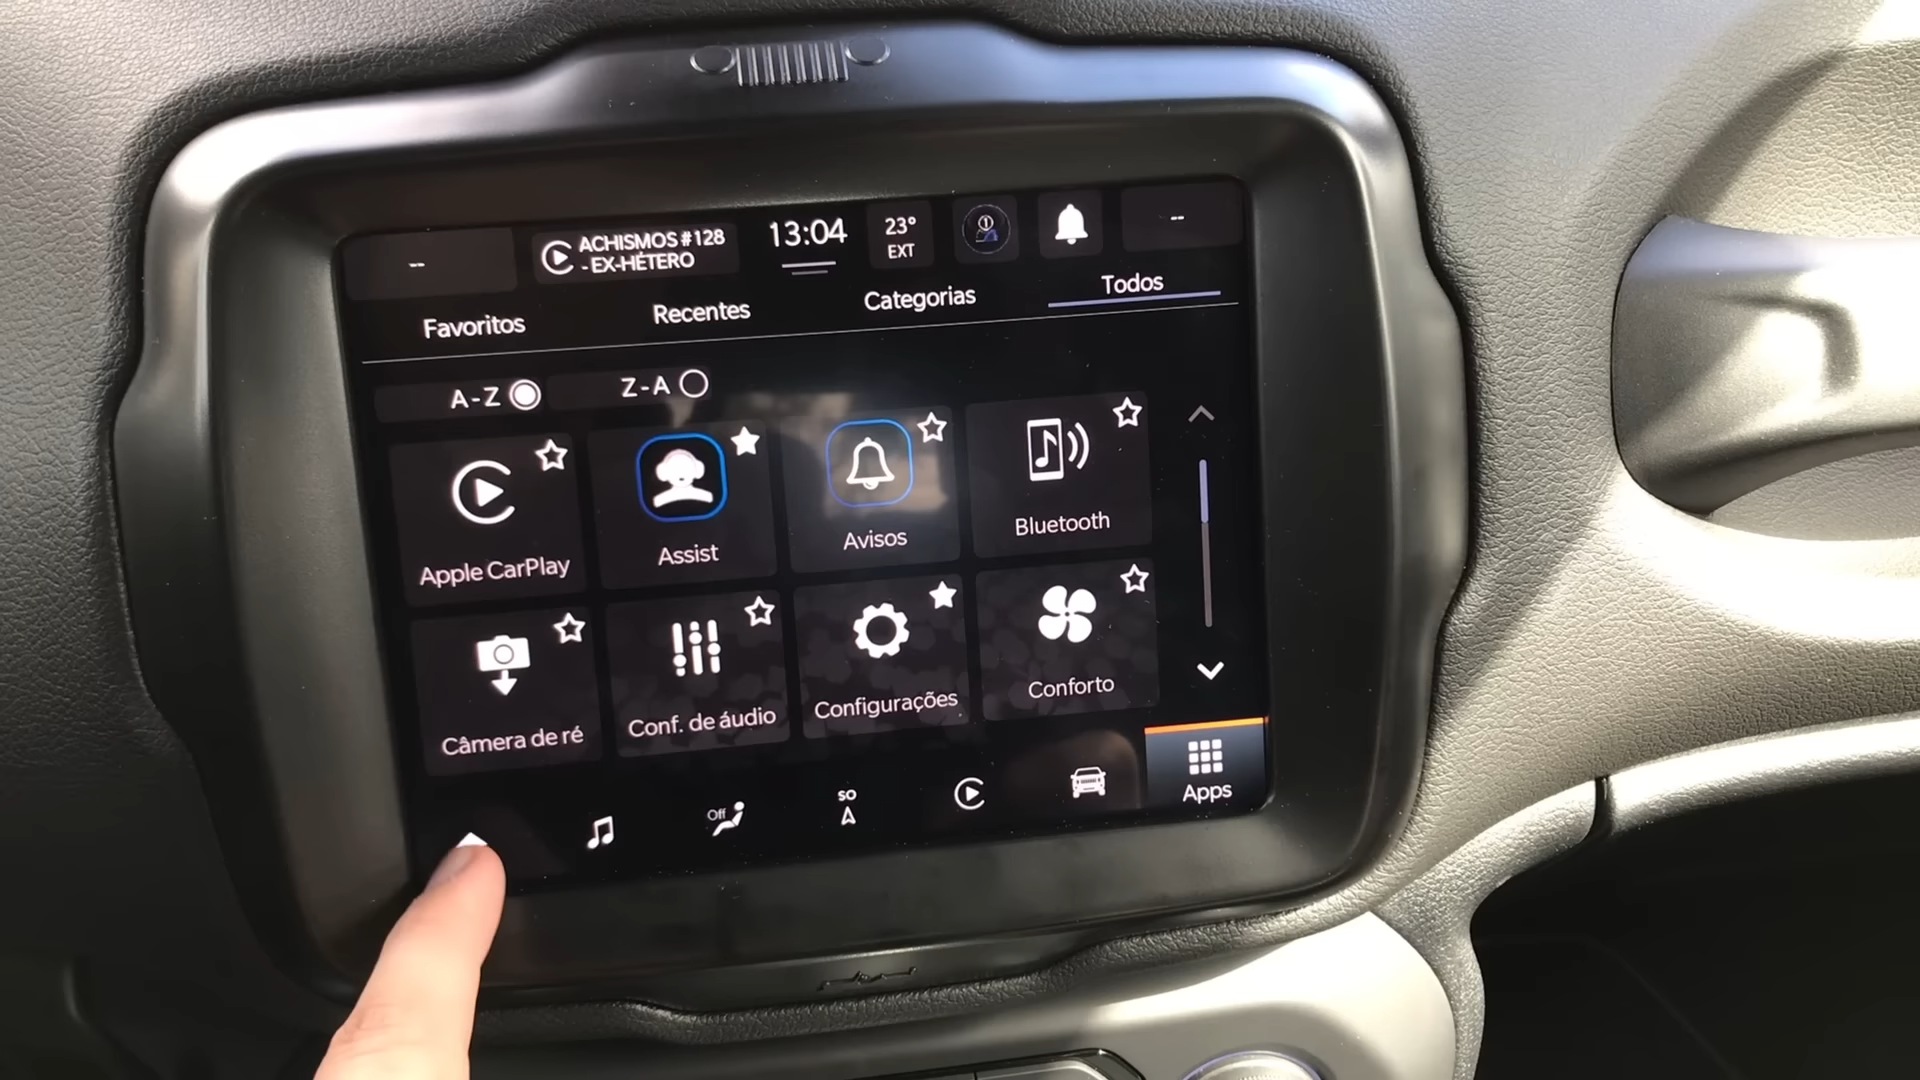 --
ACHISMOS #128
- EX-HÉTERO
13:04
23°
EXT
1
--
Favoritos
Recentes
Categorias
Todos
A - Z
Z - A
Apple CarPlay
Assist
Avisos
Bluetooth
Câmera de ré
Conf. de áudio
Configurações
Conforto
Off
SO
Apps